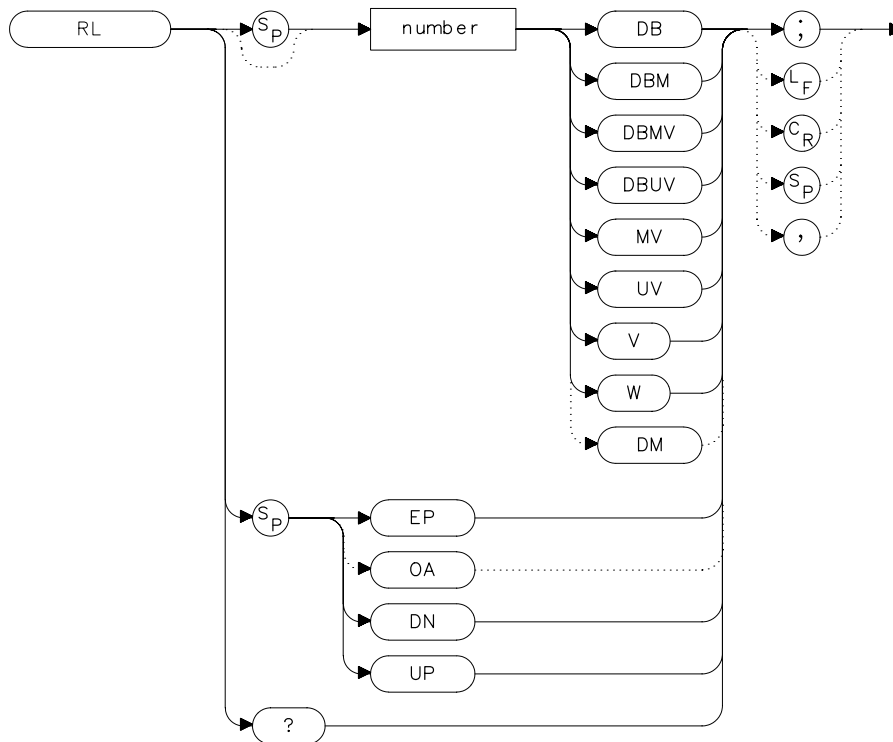 RL SP number DB ;
DBM LF
DBMV CR
DBUV SP
MV ,
UV
V
W
DM
SP EP
OA
DN
UP
?